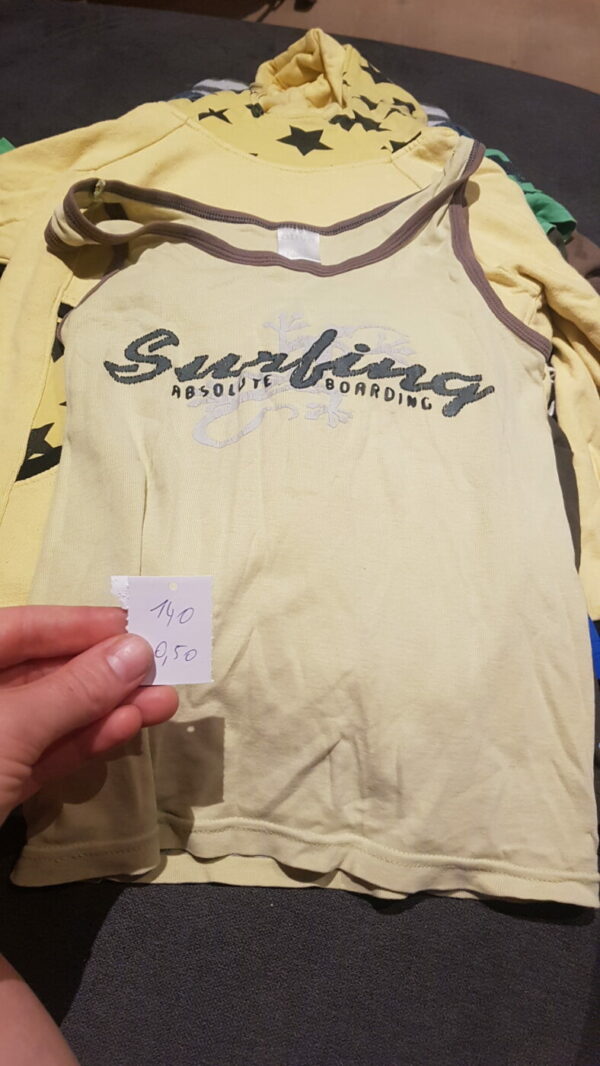 Surfing
ABSOLUTE BOARDING
140
0,50